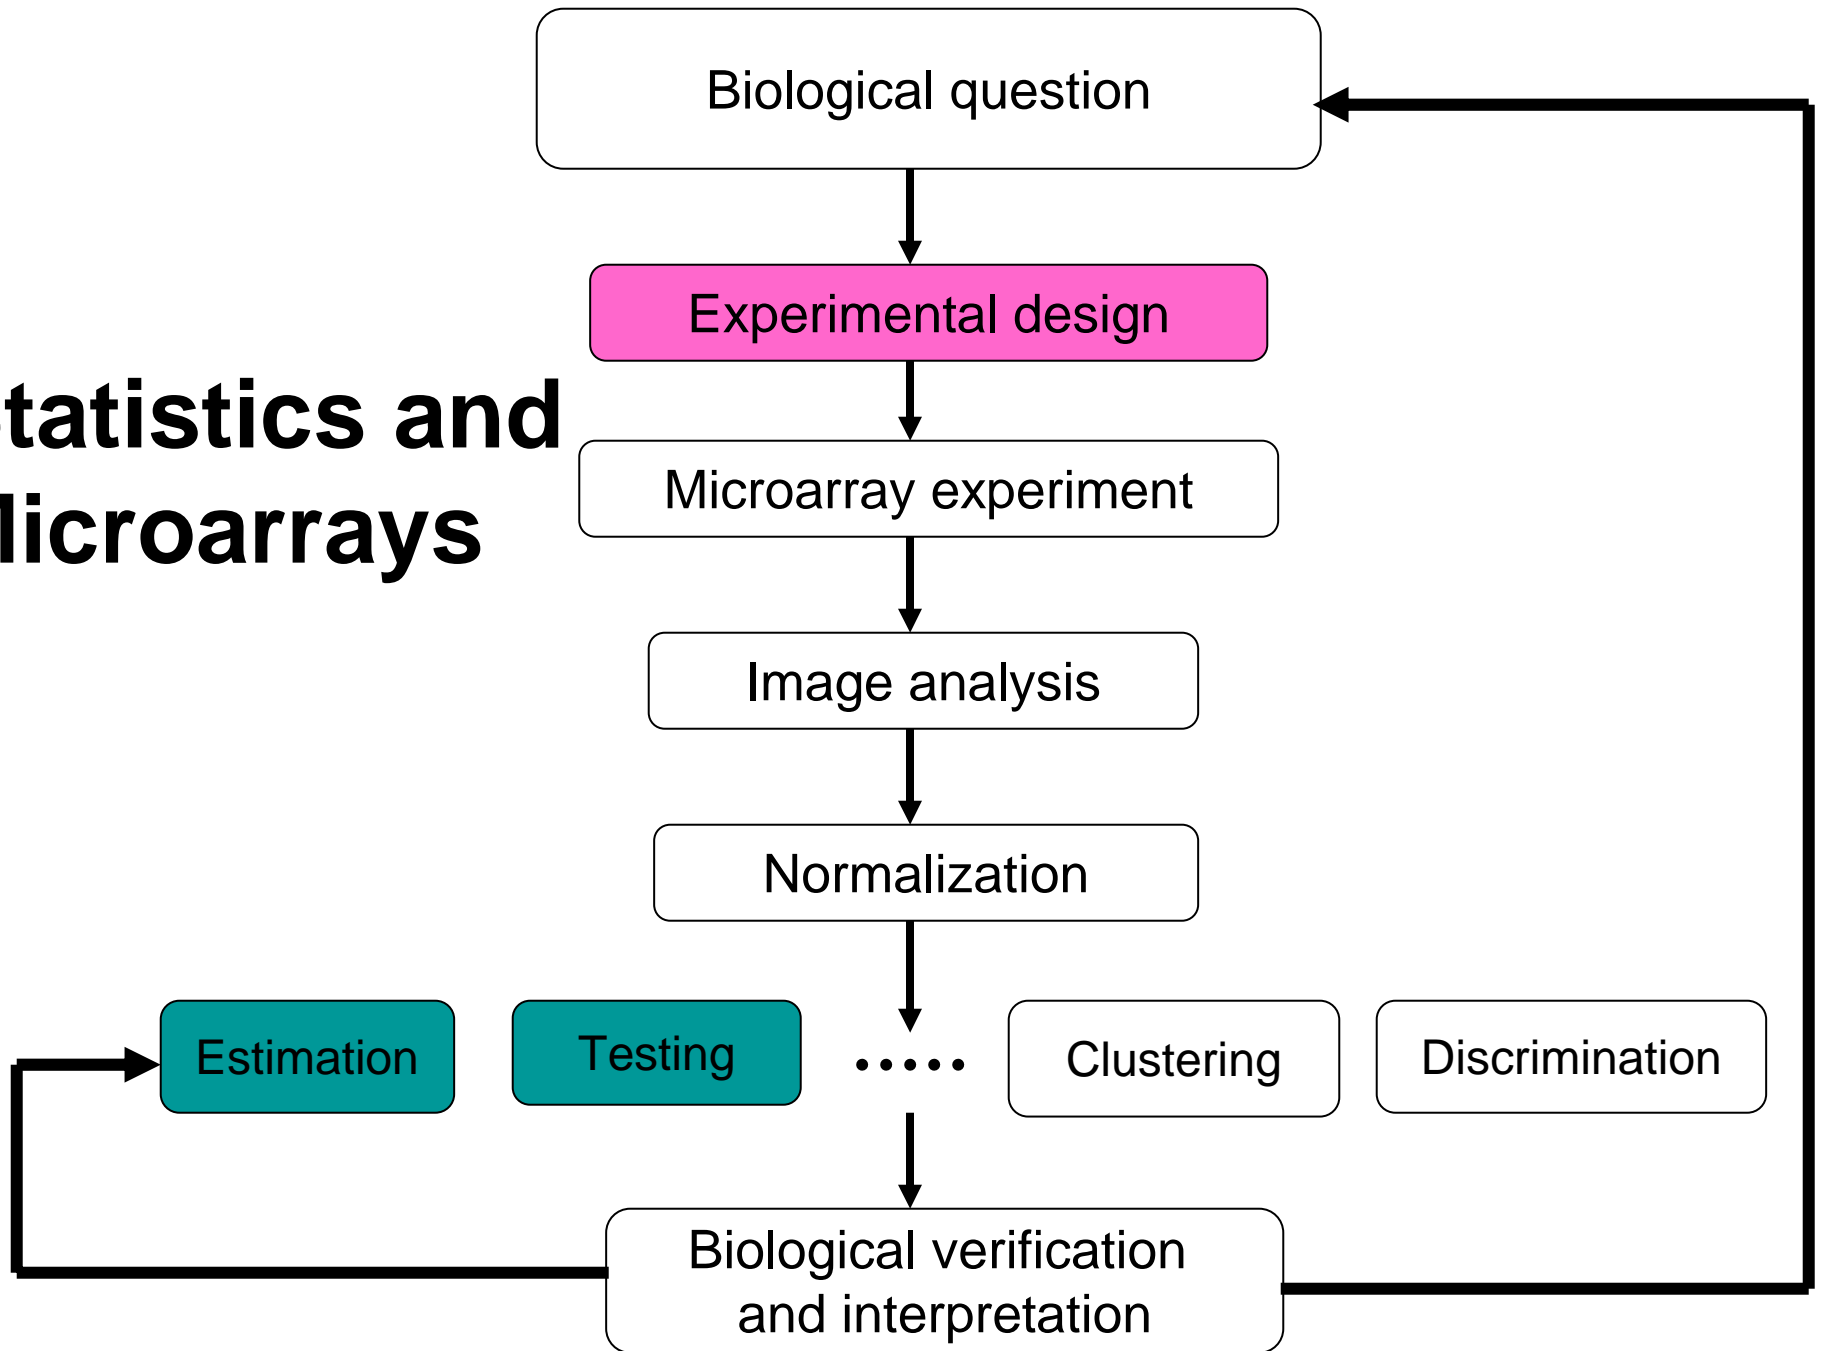 Biological question
Experimental design
tatistics and
Microarrays
Microarray experiment
Image analysis
Normalization
Estimation
Testing
.....
Clustering
Discrimination
Biological verification
and interpretation